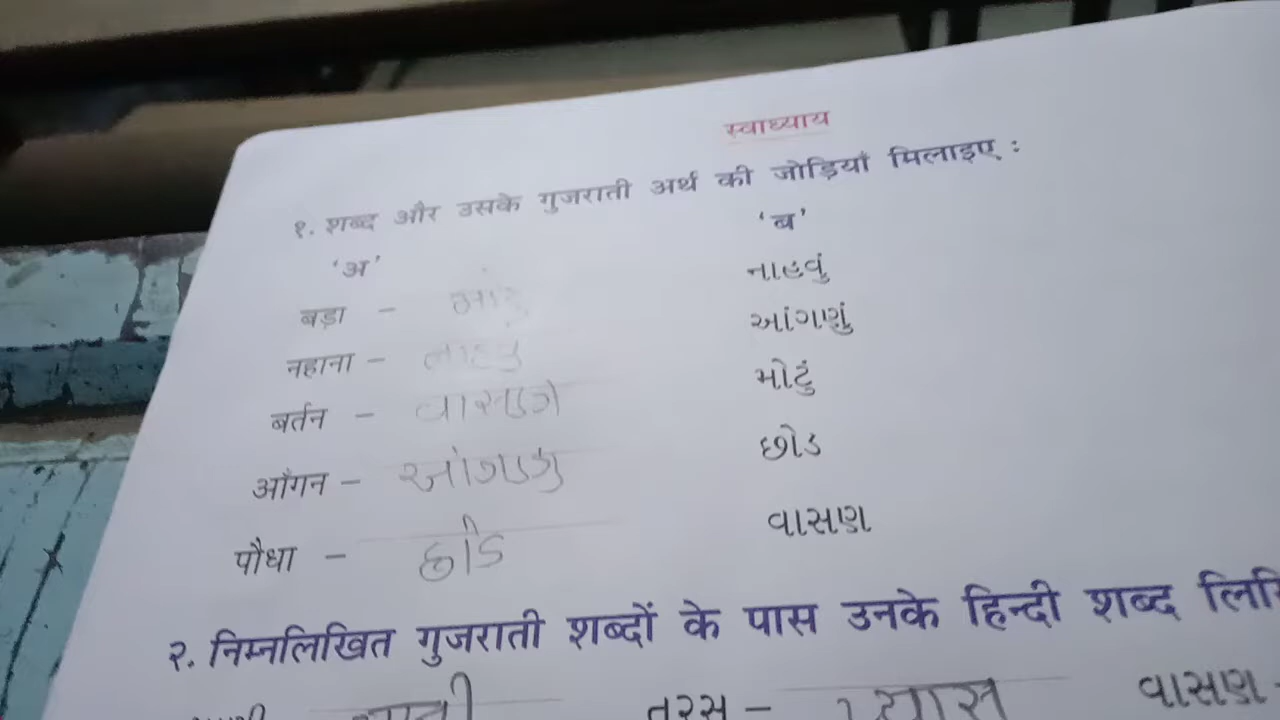 स्वाध्याय
१. शब्द और उसके गुजराती अर्थ की जोड़ियाँ मिलाइए :
'अ' 'ब'
बड़ा - નાહવું
नहाना - આંગણું
बर्तन - વાસણ મોટું
आँगन - આંગણુ છોડ
पौधा - છોડ વાસણ
२. निम्नलिखित गुजराती शब्दों के पास उनके हिन्दी शब्द
તરસ - प्यास વાસણ -